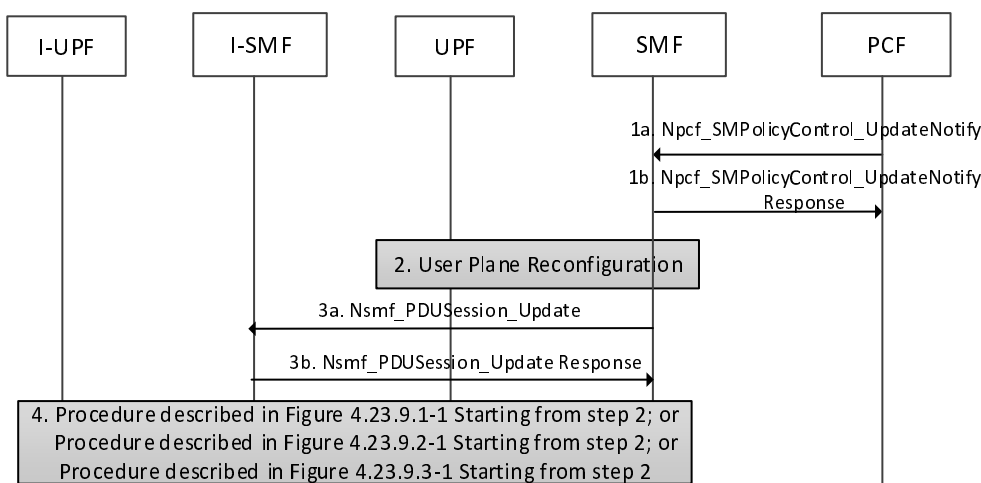 I-UPF
I-SMF
UPF
SMF
PCF
1a. Npcf_SMPolicyControl_UpdateNotify
1b. Npcf_SMPolicyControl_UpdateNotify
Response
2. User Plane Reconfiguration
3a. Nsmf_PDUSession_Update
3b. Nsmf_PDUSession_Update Response
4. Procedure described in Figure 4.23.9.1-1 Starting from step 2; or
Procedure described in Figure 4.23.9.2-1 Starting from step 2; or
Procedure described in Figure 4.23.9.3-1 Starting from step 2